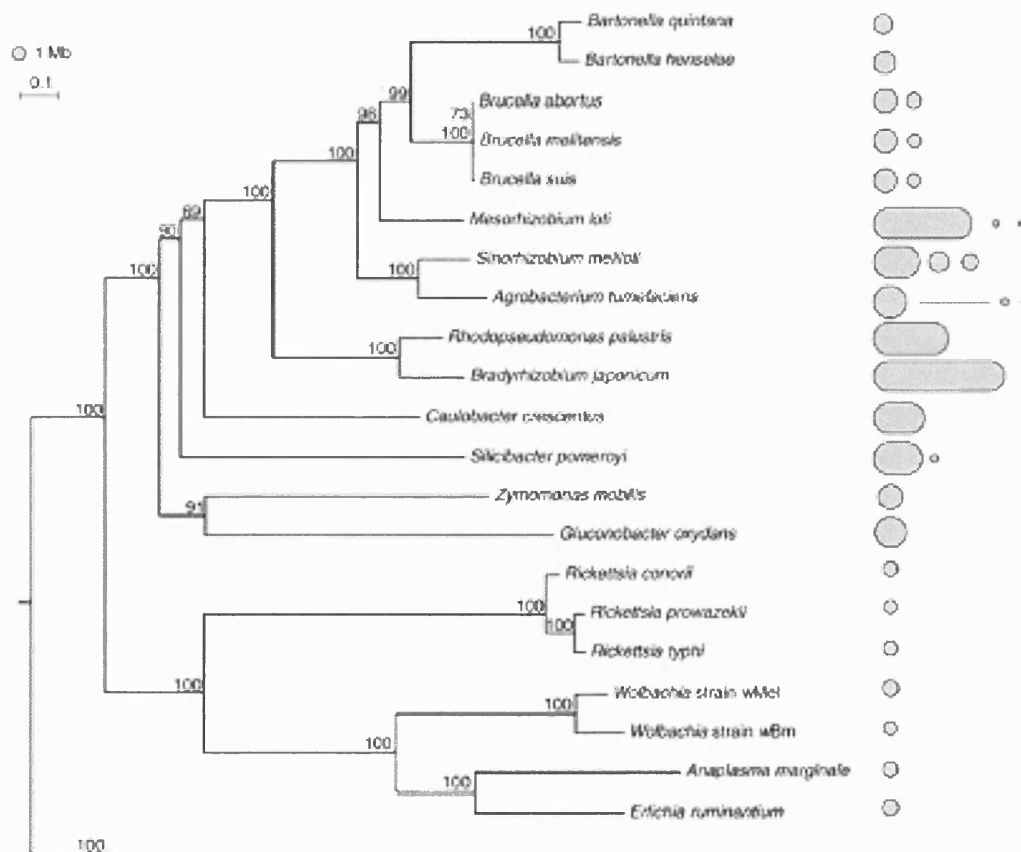 Bartonella quintana
100
1 Mb
Bartonella henselae
0.1
99
Brucella abortus
73
98
100
Brucella melitensis
100
Brucella suis
100
69
Mesorhizobium loti
90
Sinorhizobium meliloti
100
100
Agrobacterium tumefaciens
Rhodopseudomonas palustris
100
Bradyrhizobium japonicum
100
Caulobacter crescentus
Silicibacter pomeroyi
Zymomonas mobilis
91
Gluconobacter oxydans
Rickettsia conorii
100
Rickettsia prowazekii
100
Rickettsia typhi
100
Wolbachia strain wMel
100
Wolbachia strain wBm
100
Anaplasma marginale
100
Erlichia ruminantium
100